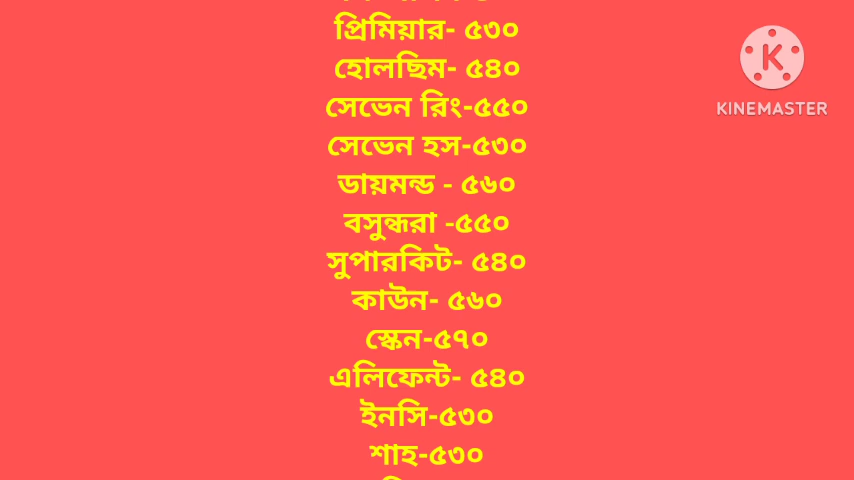 প্রিমিয়ার- ৫৩০
হোলছিম- ৫৪০
সেভেন রিং-৫৫০
সেভেন হস-৫৩০
ডায়মন্ড - ৫৬০
বসুন্ধরা -৫৫০
সুপারকিট- ৫৪০
কাউন- ৫৬০
স্কেন-৫৭০
এলিফেন্ট- ৫৪০
ইনসি-৫৩০
শাহ-৫৩০
K
KINEMASTER